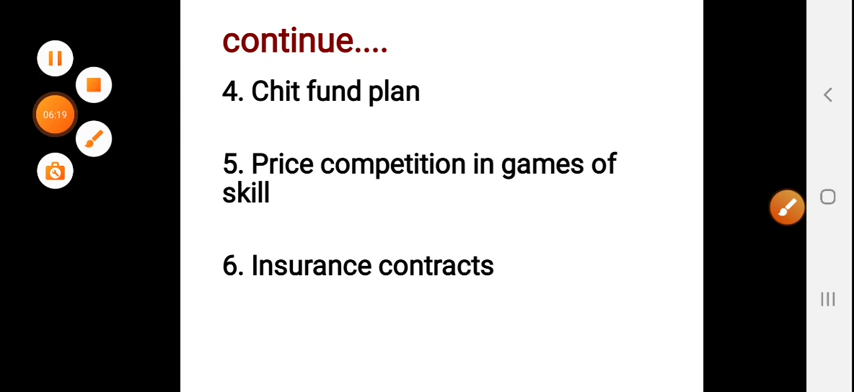 continue....
4. Chit fund plan
06:19
5. Price competition in games of
skill
6. Insurance contracts